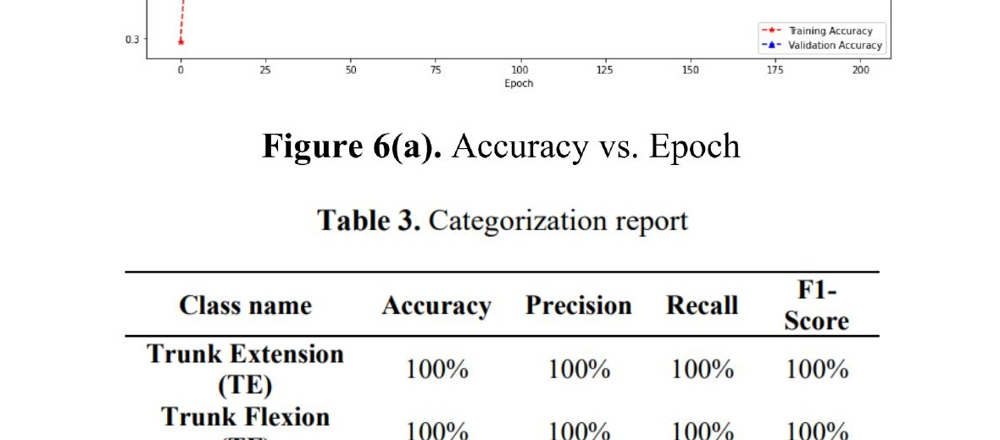 0.3
Training Accuracy
Validation Accuracy
0 25 50 75 100 125 150 175 200
Epoch
Figure 6(a). Accuracy vs. Epoch
Table 3. Categorization report
Class name Accuracy Precision Recall F1-
Score
Trunk Extension
(TE) 100% 100% 100% 100%
Trunk Flexion
100% 100% 100% 100%